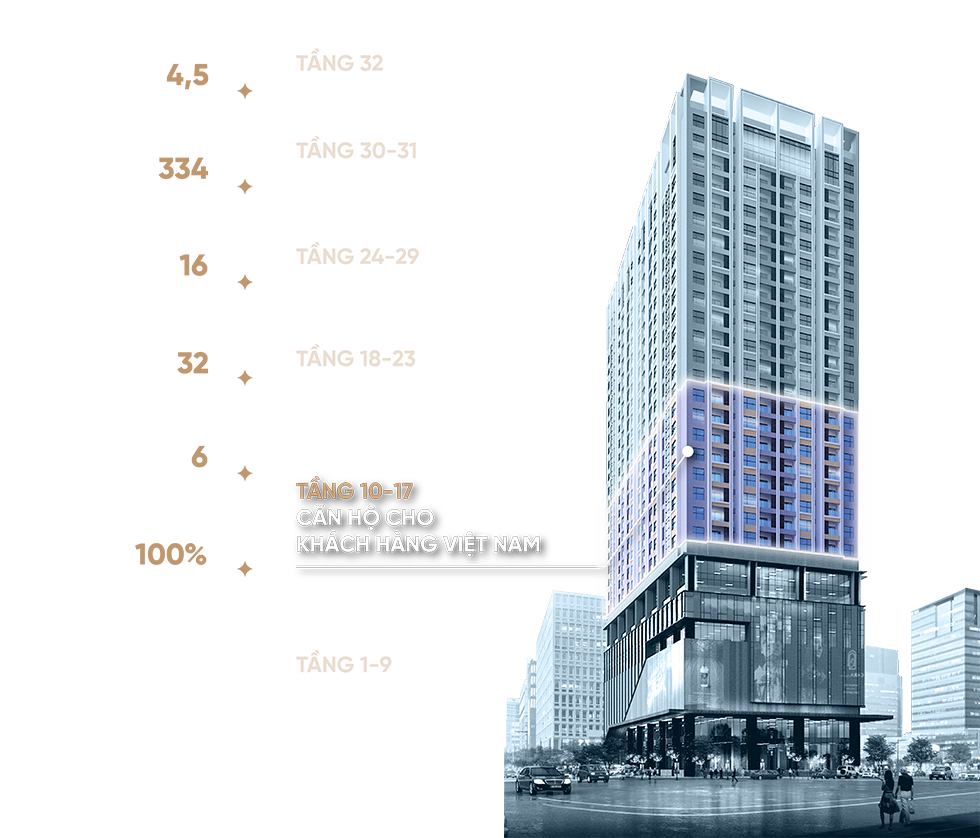 4,5
334
16
32
6
100%
TẦNG 32
TẦNG 30-31
TẦNG 24-29
TẦNG 18-23
TẦNG 10-17
CĂN HỘ CHO
KHÁCH HÀNG VIỆT NAM
TẦNG 1-9